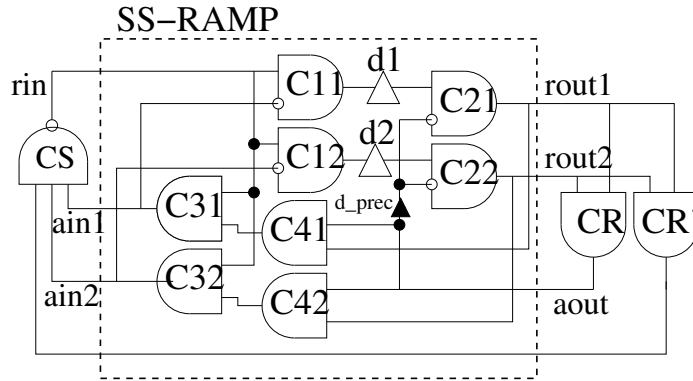 SS-RAMP
rin
d1
C11
C21
rout1
CS
d2
C12
C22
rout2
C31
d_prec
ain1
C41
CR
CR'
C32
ain2
C42
aout